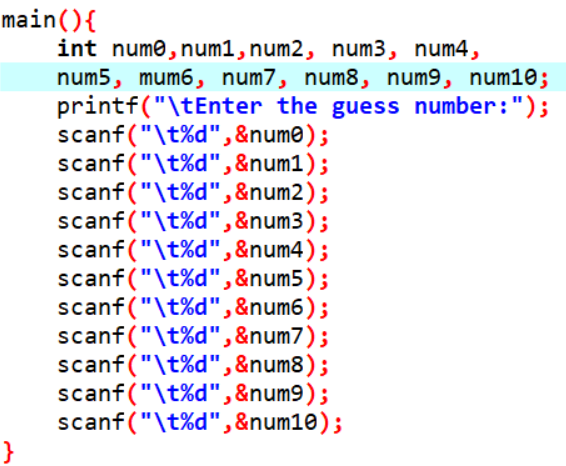 main(){
int num0,num1,num2, num3, num4,
num5, mum6, num7, num8, num9, num10;
printf("\tEnter the guess number:");
scanf("\t%d",&num0);
scanf("\t%d",&num1);
scanf("\t%d",&num2);
scanf("\t%d",&num3);
scanf("\t%d",&num4);
scanf("\t%d",&num5);
scanf("\t%d",&num6);
scanf("\t%d",&num7);
scanf("\t%d",&num8);
scanf("\t%d",&num9);
scanf("\t%d",&num10);
}